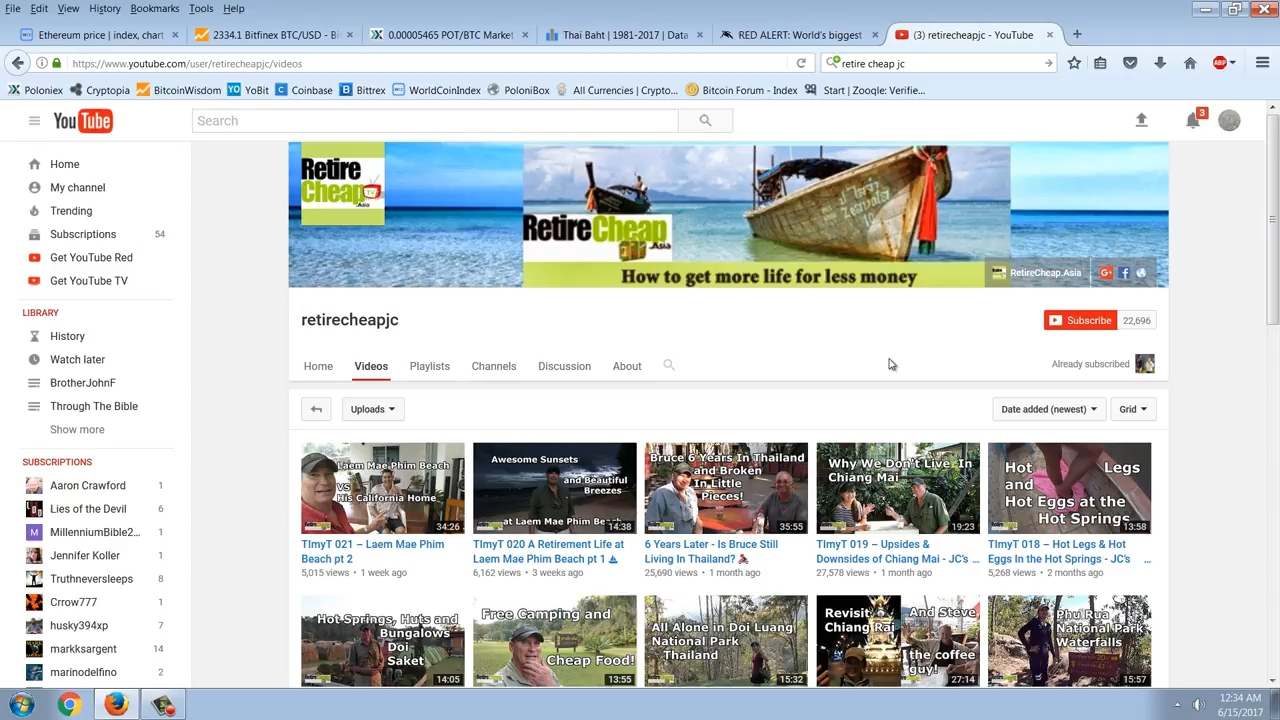 File Edit View History Bookmarks Tools Help
Ethereum price | index, chart
2334.1 Bitfinex BTC/USD - Bi
0.00005465 POT/BTC Market
Thai Baht | 1981-2017 | Data
RED ALERT: World's biggest
(3) retirecheapjc - YouTube
https://www.youtube.com/user/retirecheapjc/videos
retire cheap jc
ABP
Poloniex Cryptopia BitcoinWisdom YoBit Coinbase Bittrex WorldCoinIndex PoloniBox All Currencies | Crypto... Bitcoin Forum - Index Start | Zooqle: Verifie...
YouTube
Search
3
Home
My channel
Trending
Subscriptions 54
Get YouTube Red
Get YouTube TV
LIBRARY
History
Watch later
BrotherJohnF
Through The Bible
Show more
SUBSCRIPTIONS
Aaron Crawford 1
Lies of the Devil 6
MillenniumBible2... 1
Jennifer Koller 1
Truthneversleeps 8
Crrow777 1
husky394xp 7
markksargent 14
marinodelfino 2
Retire
Cheap
TV
.Asia
RetireCheap
.Asia
How to get more life for less money
RetireCheap.Asia
retirecheapjc
Subscribe 22,696
Home Videos Playlists Channels Discussion About
Already subscribed
Uploads
Date added (newest)
Grid
Laem Mae Phim Beach
VS
His California Home
34:26
TImyT 021 – Laem Mae Phim
Beach pt 2
5,015 views • 1 week ago
Awesome Sunsets
and Beautiful
Breezes
at Laem Mae Phim Beach
14:38
TImyT 020 A Retirement Life at
Laem Mae Phim Beach pt 1
6,162 views • 3 weeks ago
Bruce 6 Years In Thailand
and Broken
In Little
Pieces!
35:55
6 Years Later - Is Bruce Still
Living In Thailand?
25,690 views • 1 month ago
Why We Don't Live In
Chiang Mai
19:23
TImyT 019 – Upsides &
Downsides of Chiang Mai - JC's ...
27,578 views • 1 month ago
Hot Legs
and
Hot Eggs at the
Hot Springs
13:58
TImyT 018 – Hot Legs & Hot
Eggs In the Hot Springs - JC's ...
5,268 views • 2 months ago
Hot Springs, Huts and
Bungalows
Doi
Saket
14:05
Free Camping and
Cheap Food!
13:55
All Alone in Doi Luang
National Park
Thailand
15:32
Revisit
Chiang Rai
And Steve
the coffee
guy!
27:14
Phu Rua
National Park
Waterfalls
15:57
12:34 AM
6/15/2017